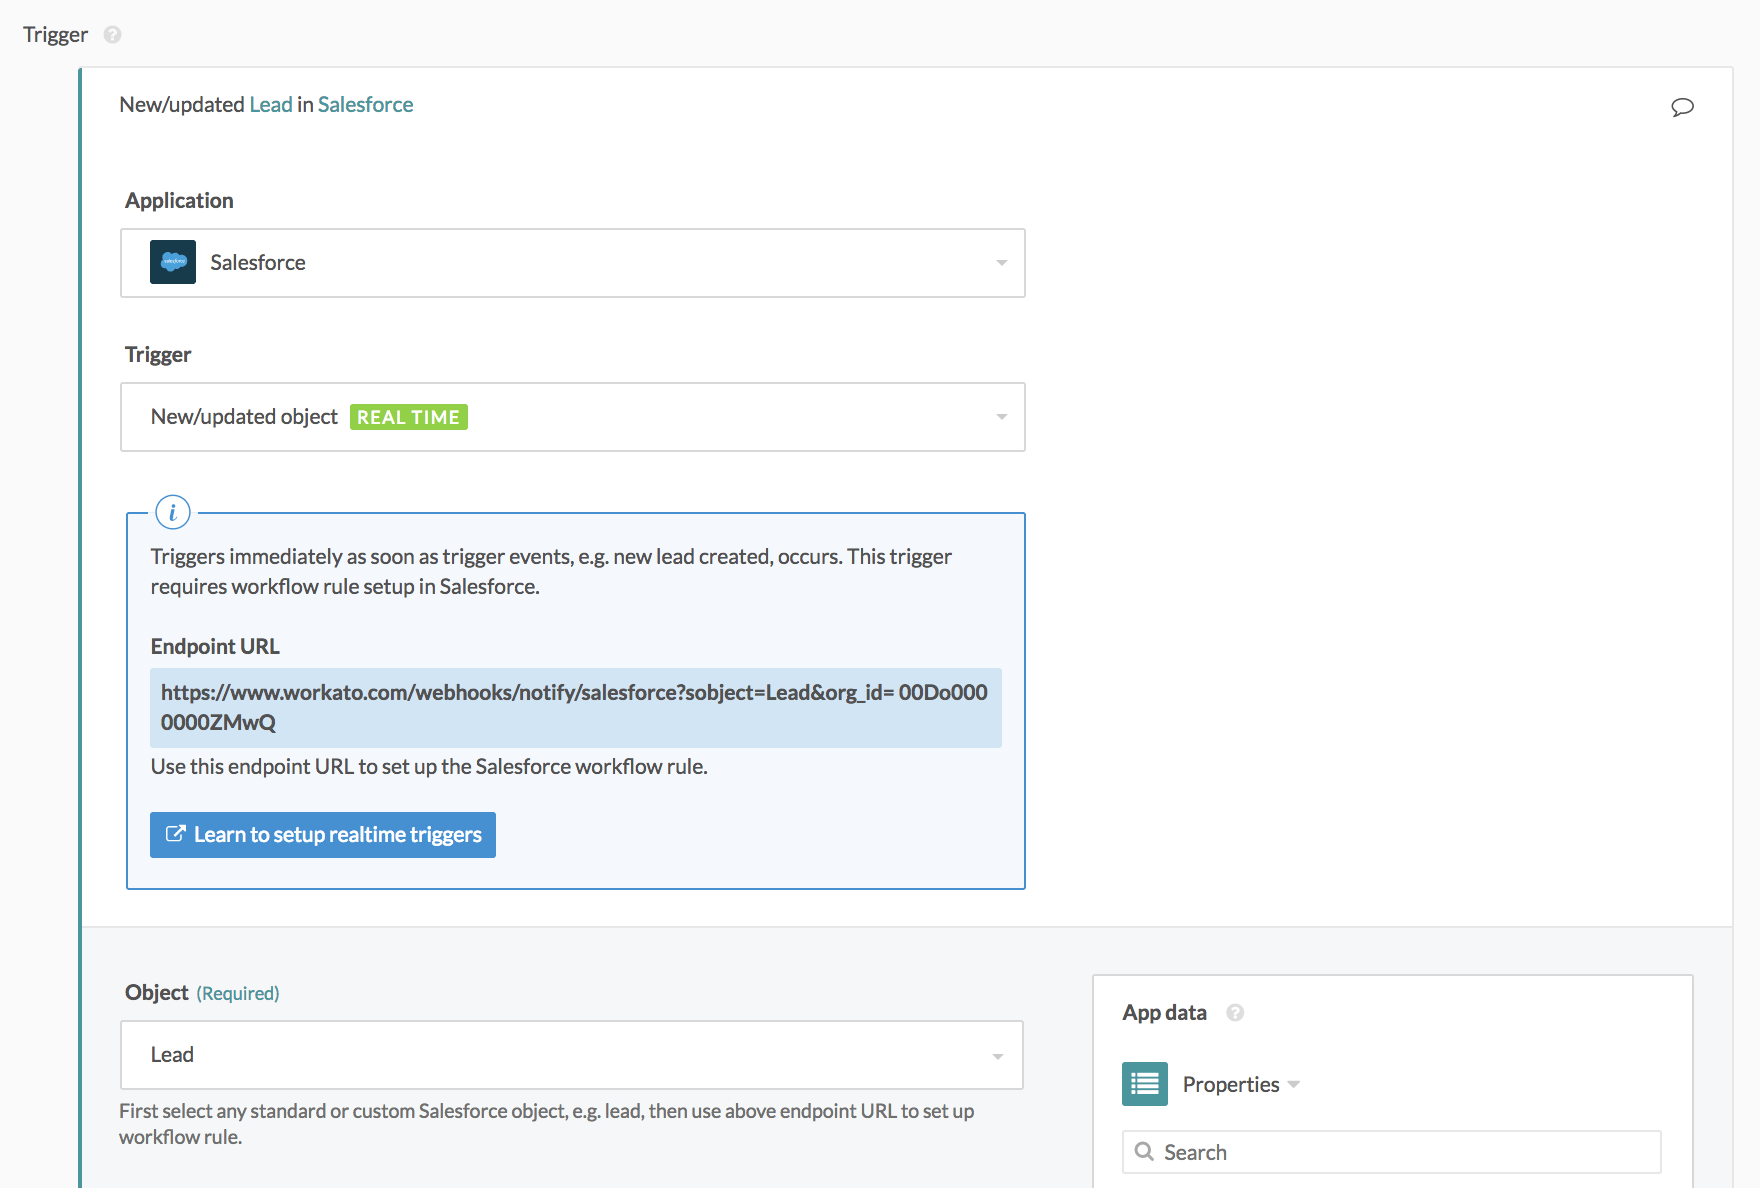 Trigger ?
New/updated Lead in Salesforce
Application
salesforce
Salesforce
Trigger
New/updated object REAL TIME
i
Triggers immediately as soon as trigger events, e.g. new lead created, occurs. This trigger
requires workflow rule setup in Salesforce.
Endpoint URL
https://www.workato.com/webhooks/notify/salesforce?sobject=Lead&org_id= 00Do000
0000ZMwQ
Use this endpoint URL to set up the Salesforce workflow rule.
Learn to setup realtime triggers
Object (Required)
Lead
First select any standard or custom Salesforce object, e.g. lead, then use above endpoint URL to set up
workflow rule.
App data ?
Properties
Search